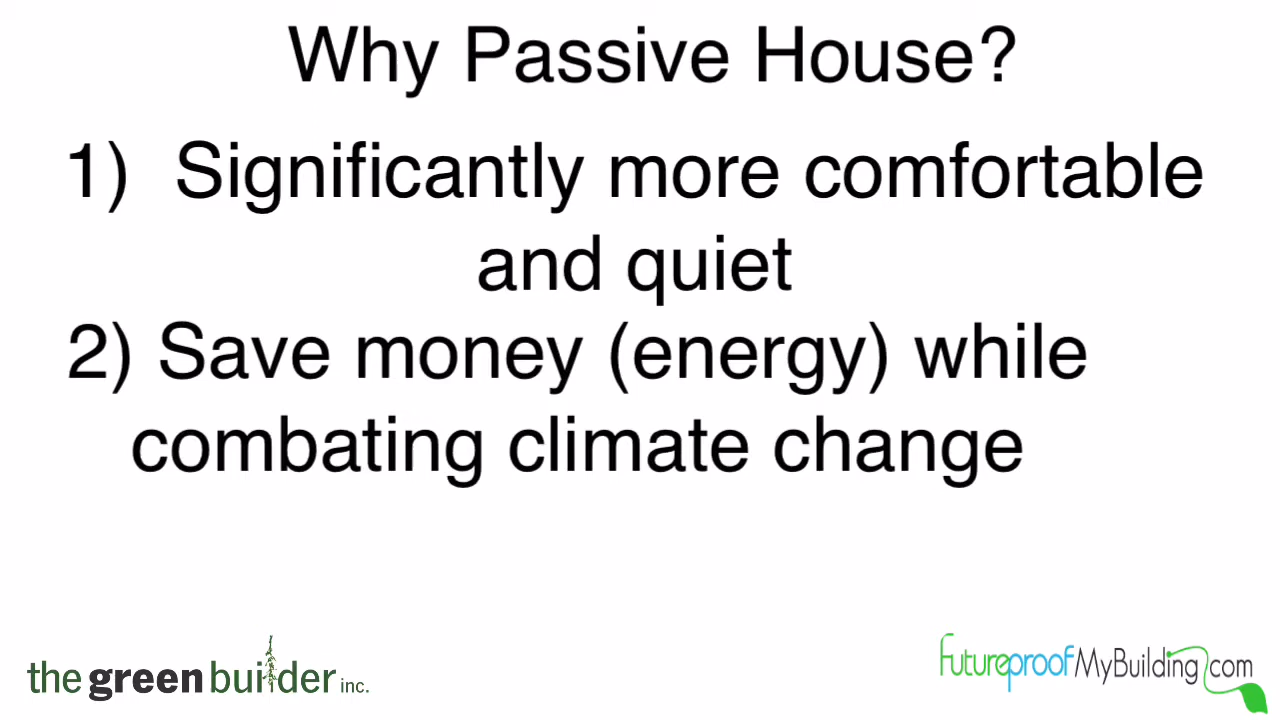 Why Passive House?
1) Significantly more comfortable
and quiet
2) Save money (energy) while
combating climate change
the green builder inc.
futureproofMyBuilding.com